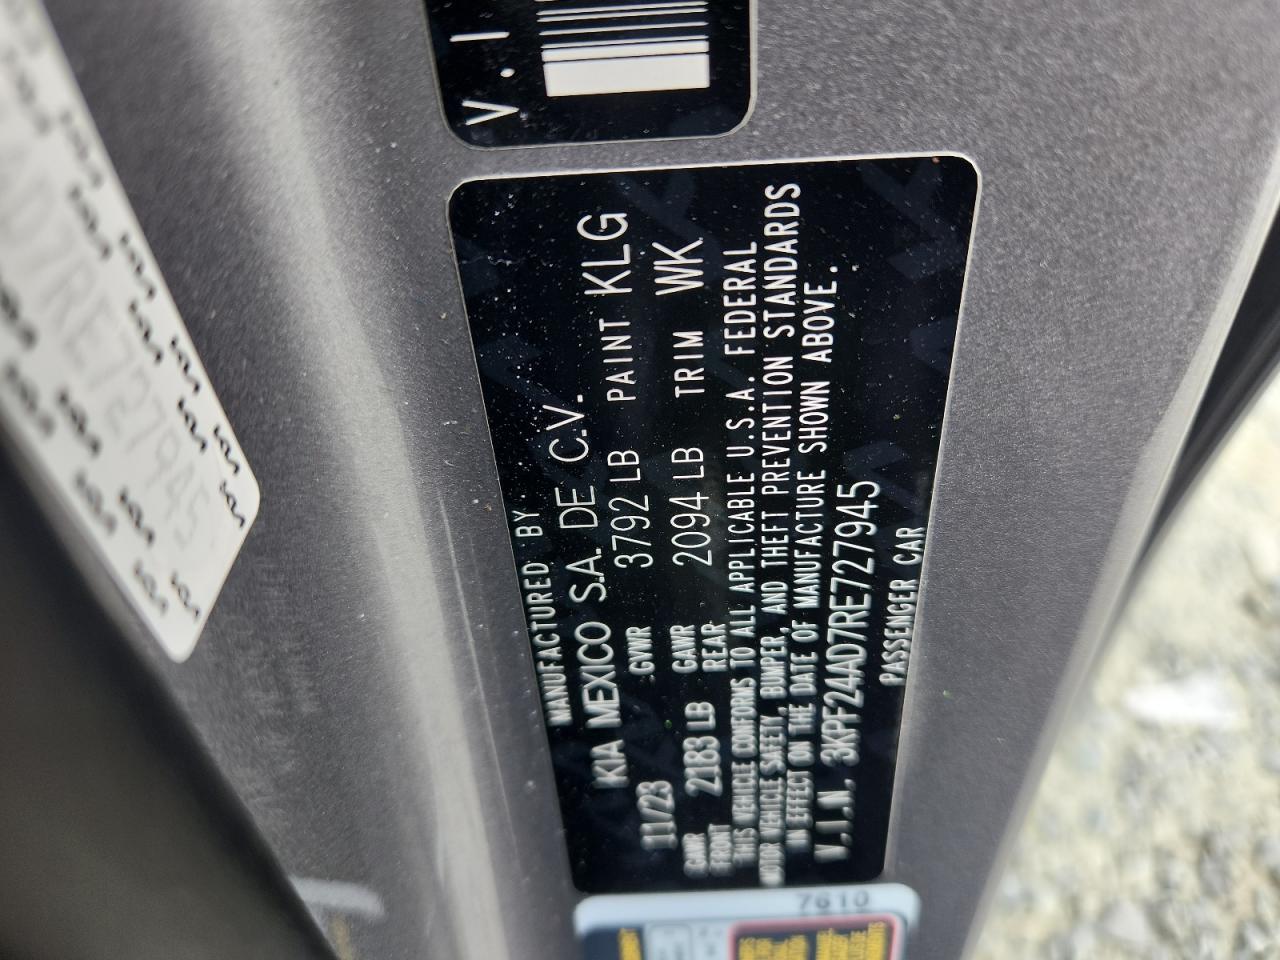 V.I
MANUFACTURED BY
KIA MEXICO S.A. DE C.V.
11/23 GVWR 3792 LB PAINT KLG
GAWR FRONT 2183 LB GAWR REAR 2094 LB TRIM WK
THIS VEHICLE CONFORMS TO ALL APPLICABLE U.S.A. FEDERAL
MOTOR VEHICLE SAFETY, BUMPER, AND THEFT PREVENTION STANDARDS
IN EFFECT ON THE DATE OF MANUFACTURE SHOWN ABOVE.
V.I.N. 3KPF24AD7RE727945
PASSENGER CAR
AD7RE727945
7610